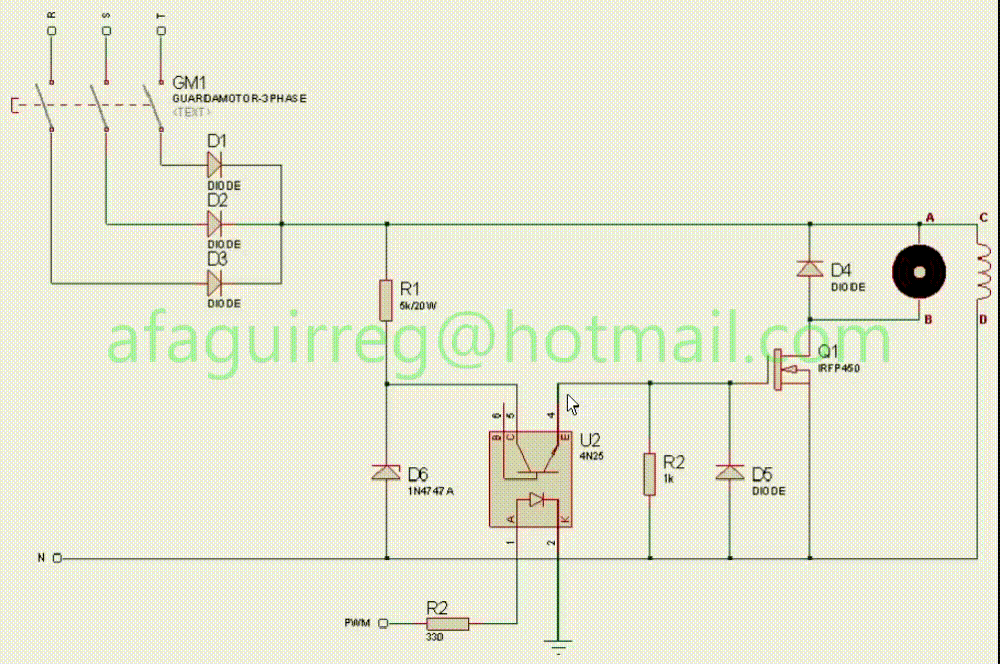 R S T
GM1
GUARDAMOTOR-3PHASE
<TEXT>
D1
DIODE
D2
DIODE
D3
DIODE
A C
R1
5k/20W
D4
DIODE
B D
afaguirreg@hotmail.com
Q1
IRFP450
6 5 4
B C E
U2
4N25
D6
1N4747A
R2
1k
D5
DIODE
A K
1 2
N
PWM
R2
330